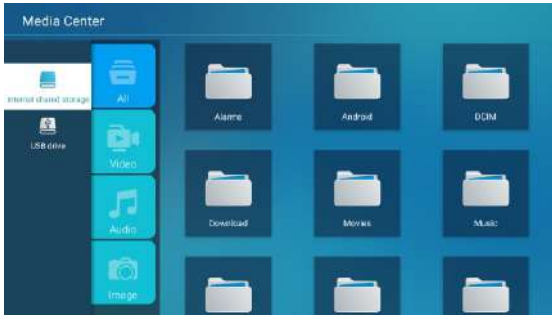 Media Center
Internal shared storage
USB drive
All
Video
Audio
Image
Alarms
Android
DCIM
Download
Movies
Music